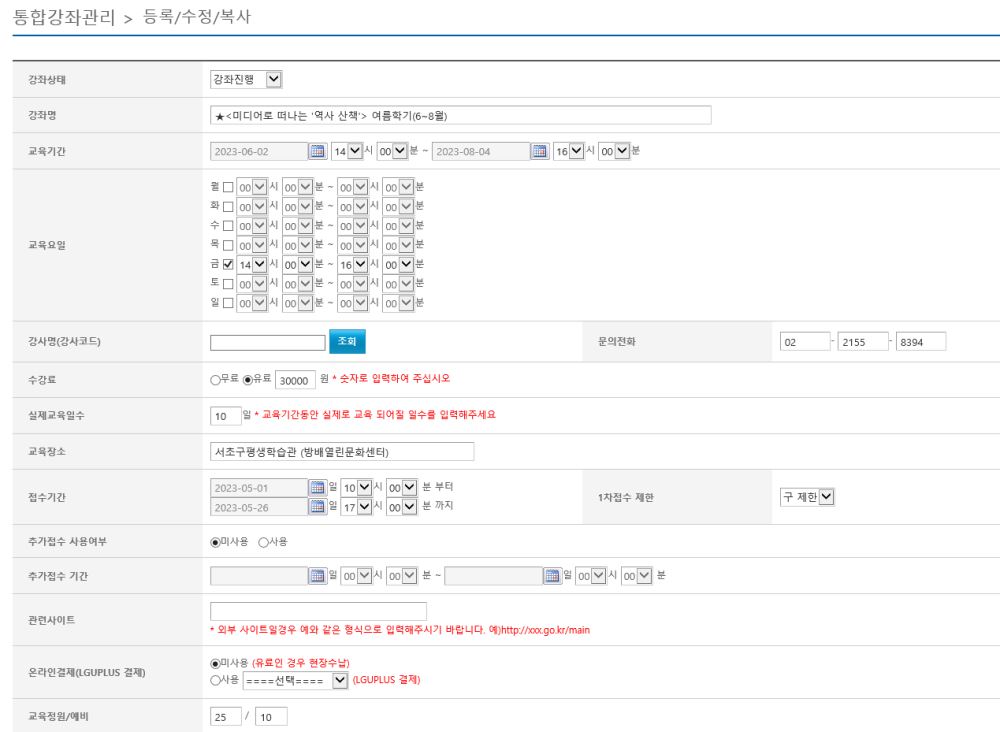 통합강좌관리 > 등록/수정/복사
강좌상태 강좌진행
강좌명 ★<미디어로 떠나는 '역사 산책'> 여름학기(6~8월)
교육기간 2023-06-02 14 시 00 분 ~ 2023-08-04 16 시 00 분
월 00 시 00 분 ~ 00 시 00 분
화 00 시 00 분 ~ 00 시 00 분
수 00 시 00 분 ~ 00 시 00 분
교육요일 목 00 시 00 분 ~ 00 시 00 분
금 14 시 00 분 ~ 16 시 00 분
토 00 시 00 분 ~ 00 시 00 분
일 00 시 00 분 ~ 00 시 00 분
강사명(강사코드) 조회 문의전화 02 - 2155 - 8394
수강료 무료 유료 30000 원 * 숫자로 입력하여 주십시오
실제교육일수 10 일 * 교육기간동안 실제로 교육 되어질 일수를 입력해주세요
교육장소 서초구평생학습관 (방배열린문화센터)
접수기간 2023-05-01 일 10 시 00 분 부터 1차접수 제한 구 제한
2023-05-26 일 17 시 00 분 까지
추가접수 사용여부 미사용 사용
추가접수 기간 일 00 시 00 분 ~ 일 00 시 00 분
관련사이트
* 외부 사이트일경우 예와 같은 형식으로 입력해주시기 바랍니다. 예)http://xxx.go.kr/main
온라인결제(LGUPLUS 결제) 미사용 (유료인 경우 현장수납)
사용 ====선택==== (LGUPLUS 결제)
교육정원/예비 25 / 10